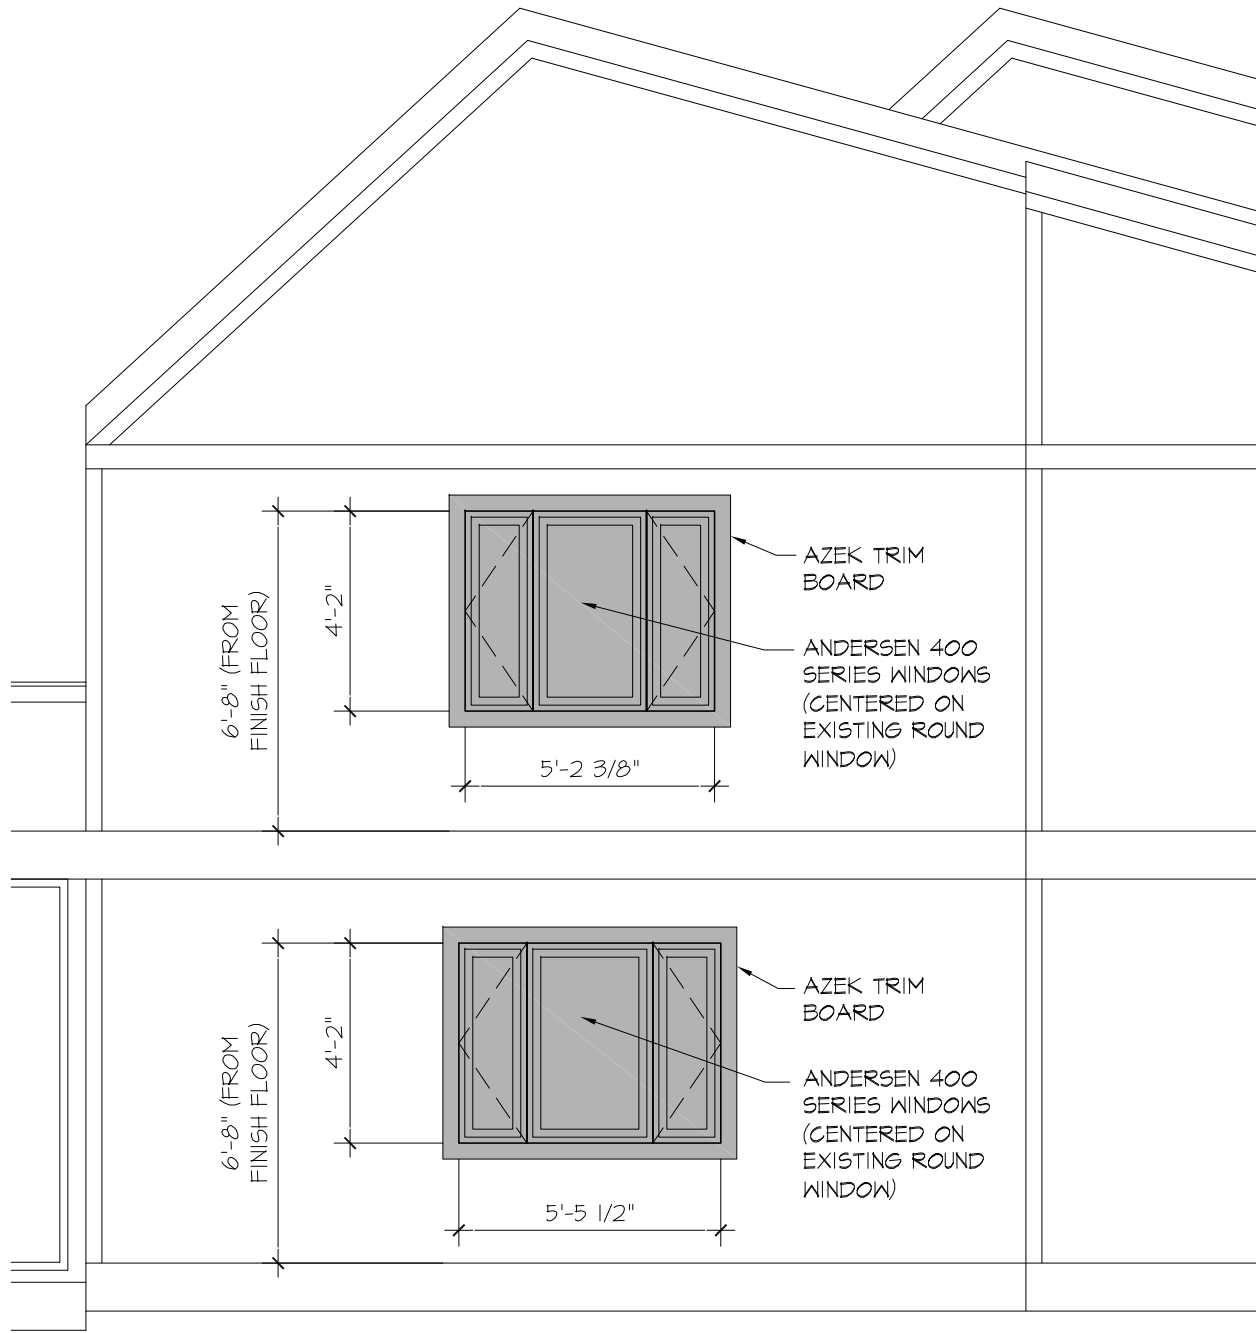 AZEK TRIM
BOARD
6'-8" (FROM
FINISH FLOOR)
4'-2"
ANDERSEN 400
SERIES WINDOWS
(CENTERED ON
EXISTING ROUND
WINDOW)
5'-2 3/8"
AZEK TRIM
BOARD
6'-8" (FROM
FINISH FLOOR)
4'-2"
ANDERSEN 400
SERIES WINDOWS
(CENTERED ON
EXISTING ROUND
WINDOW)
5'-5 1/2"